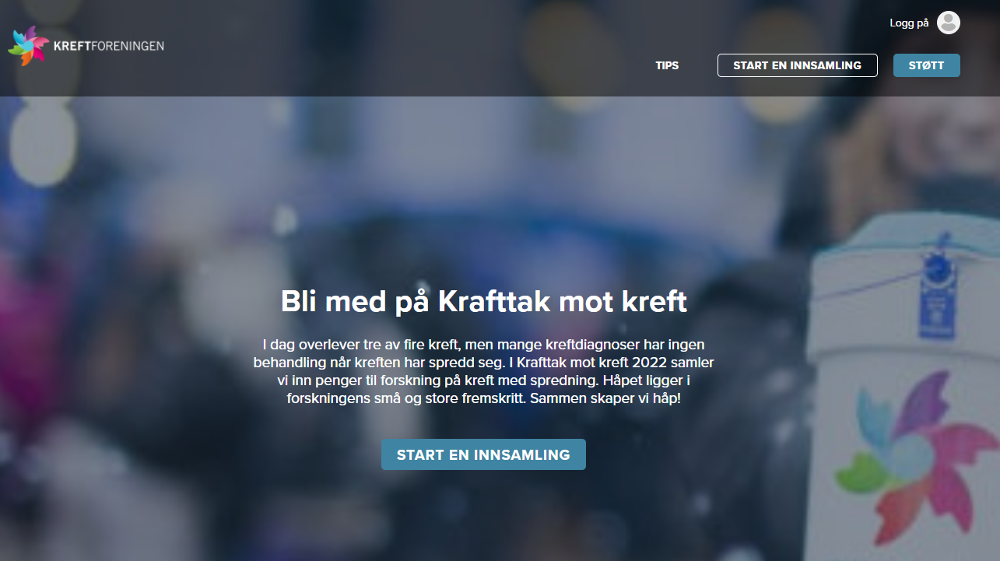 Logg på
KREFTFORENINGEN
TIPS
START EN INNSAMLING
STØTT
Bli med på Krafttak mot kreft
I dag overlever tre av fire kreft, men mange kreftdiagnoser har ingen
behandling når kreften har spredd seg. I Krafttak mot kreft 2022 samler
vi inn penger til forskning på kreft med spredning. Håpet ligger i
forskningens små og store fremskritt. Sammen skaper vi håp!
START EN INNSAMLING